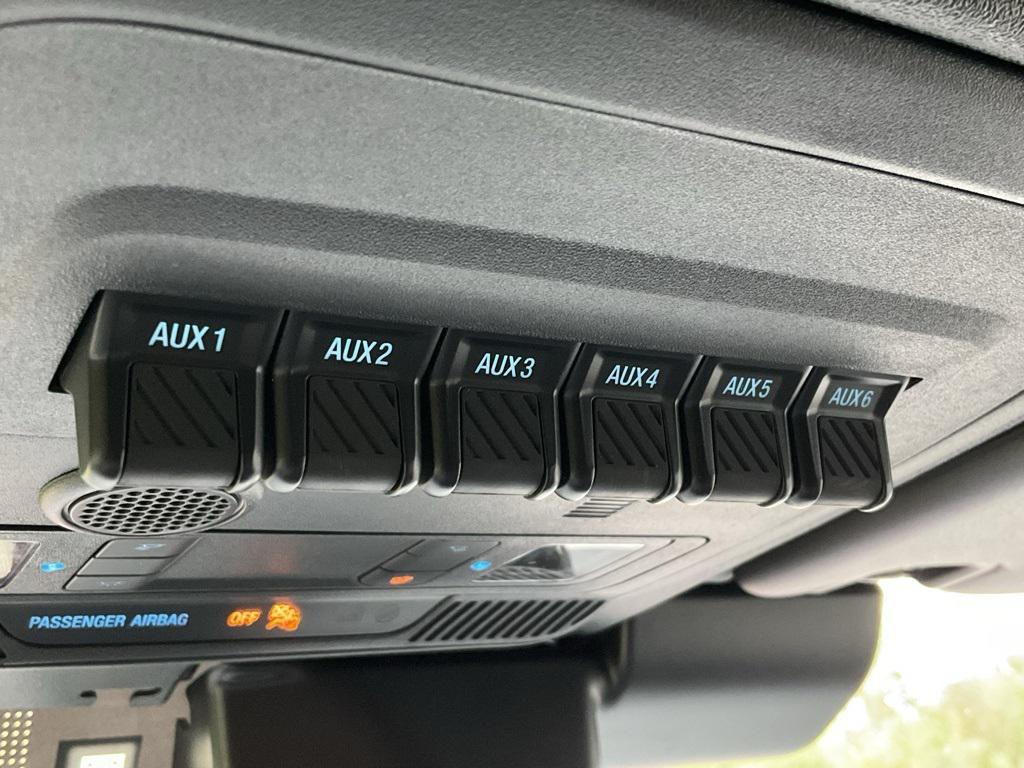 AUX1 AUX2 AUX3 AUX4 AUX5 AUX6
PASSENGER AIRBAG OFF